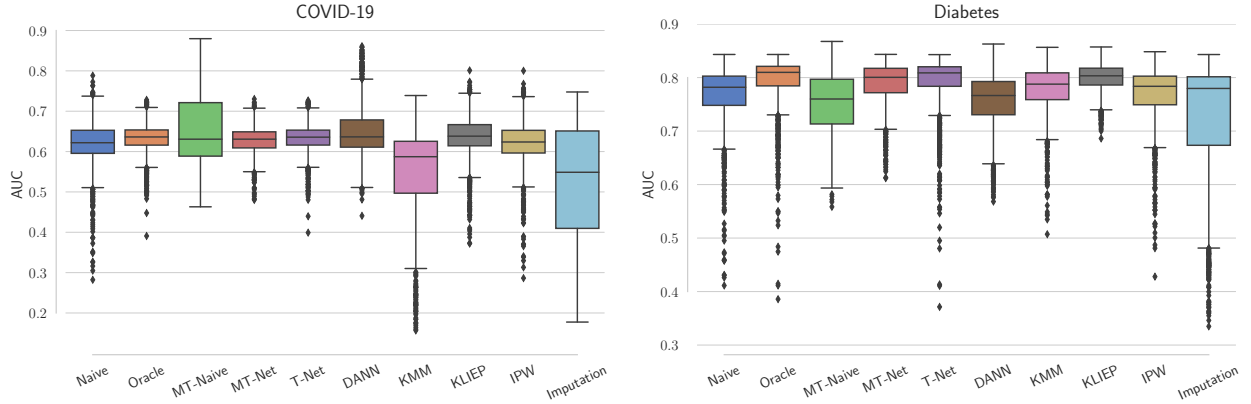 COVID-19
AUC
0.9
0.8
0.7
0.6
0.5
0.4
0.3
0.2
Naive
Oracle
MT-Naive
MT-Net
T-Net
DANN
KMM
KLIEP
IPW
Imputation
Diabetes
AUC
0.9
0.8
0.7
0.6
0.5
0.4
0.3
Naive
Oracle
MT-Naive
MT-Net
T-Net
DANN
KMM
KLIEP
IPW
Imputation